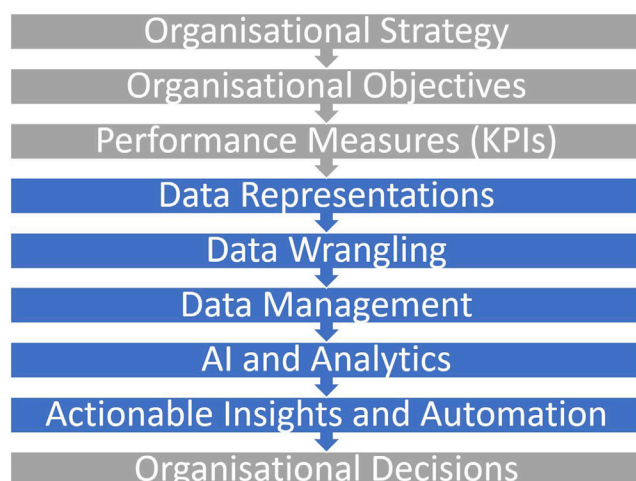 Organisational Strategy
Organisational Objectives
Performance Measures (KPIs)
Data Representations
Data Wrangling
Data Management
AI and Analytics
Actionable Insights and Automation
Organisational Decisions